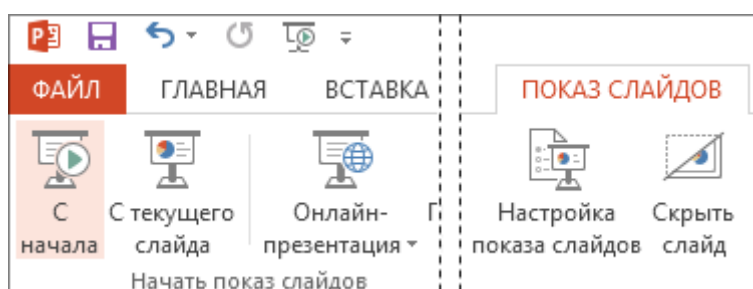 ФАЙЛ ГЛАВНАЯ ВСТАВКА ПОКАЗ СЛАЙДОВ
С начала
С текущего слайда
Онлайн-презентация
Настройка показа слайдов
Скрыть слайд
Начать показ слайдов